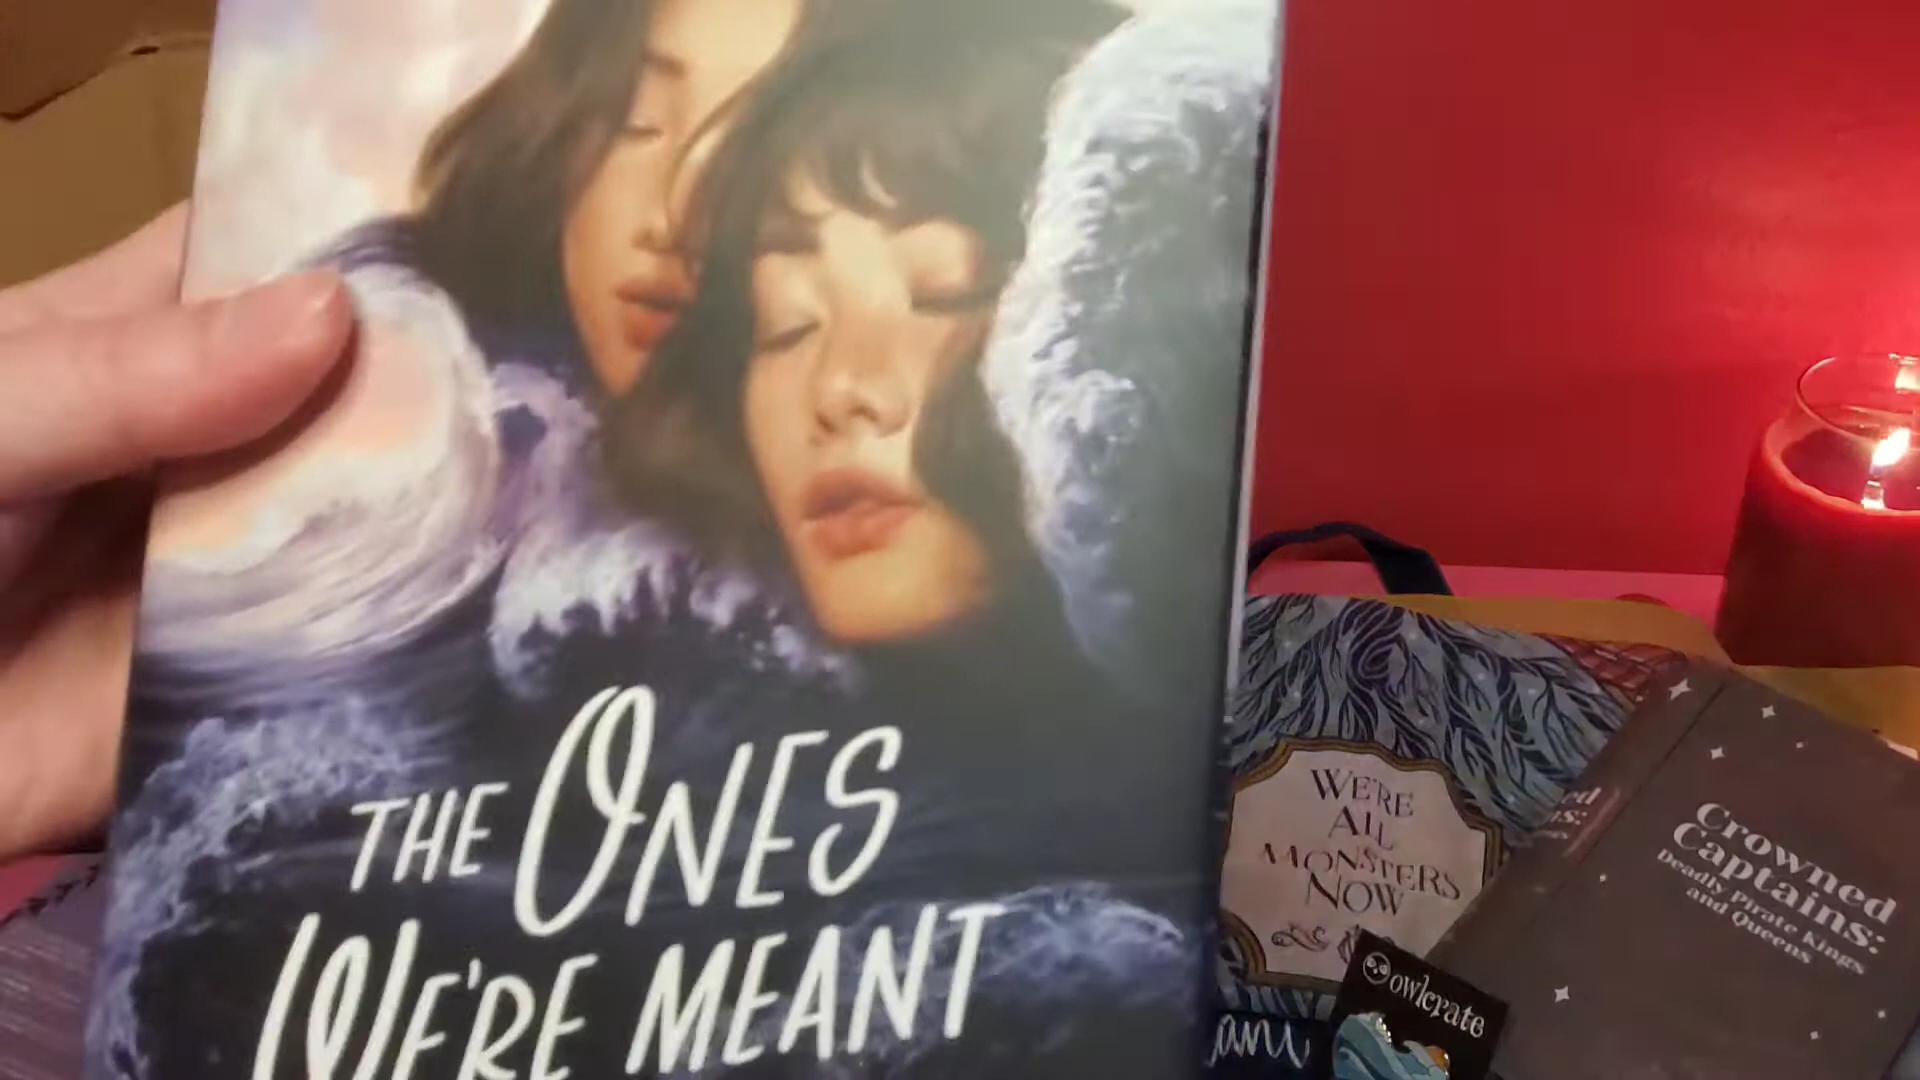 THE ONES
WE'RE MEANT
WE'RE
ALL
MONSTERS
NOW
Crowned
Captains:
Deadly Pirate Kings
and Queens
owlcrate